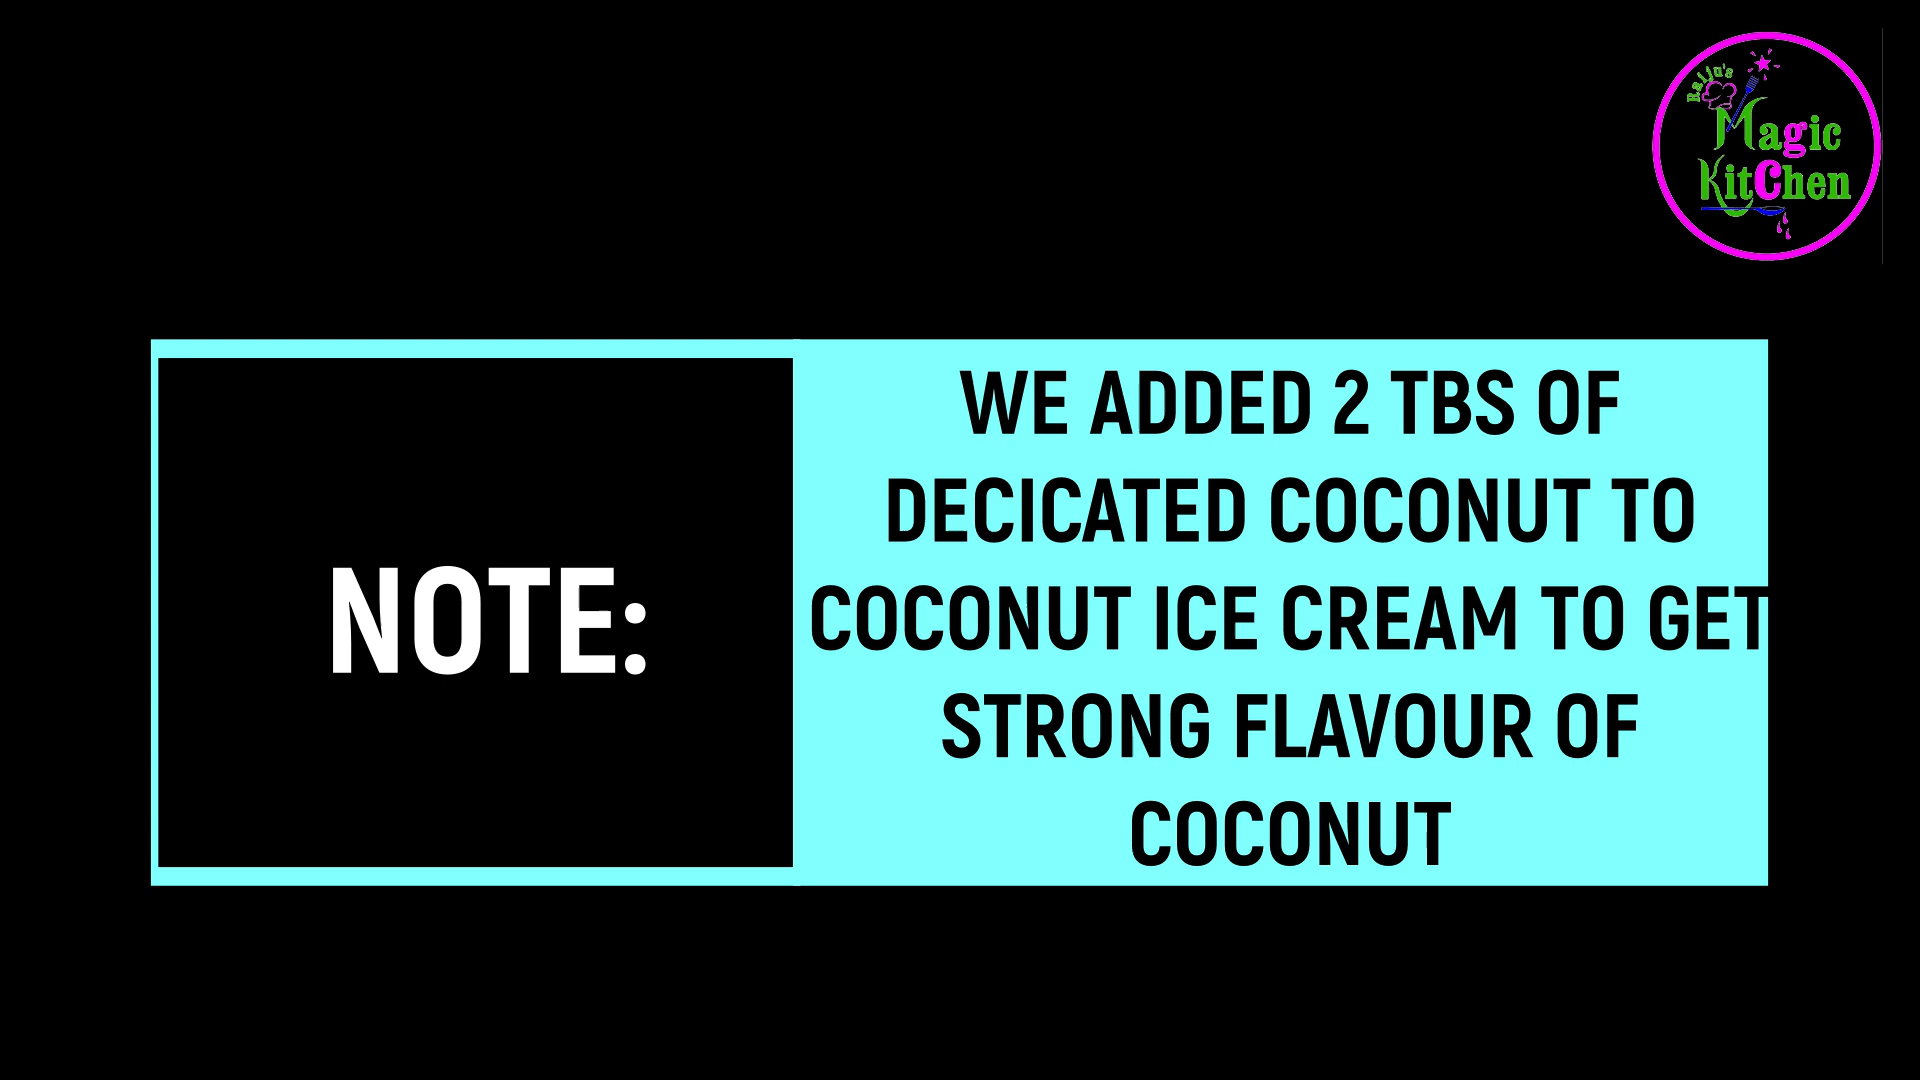 Raiju's
Magic
KitChen
NOTE:
WE ADDED 2 TBS OF
DECICATED COCONUT TO
COCONUT ICE CREAM TO GET
STRONG FLAVOUR OF
COCONUT